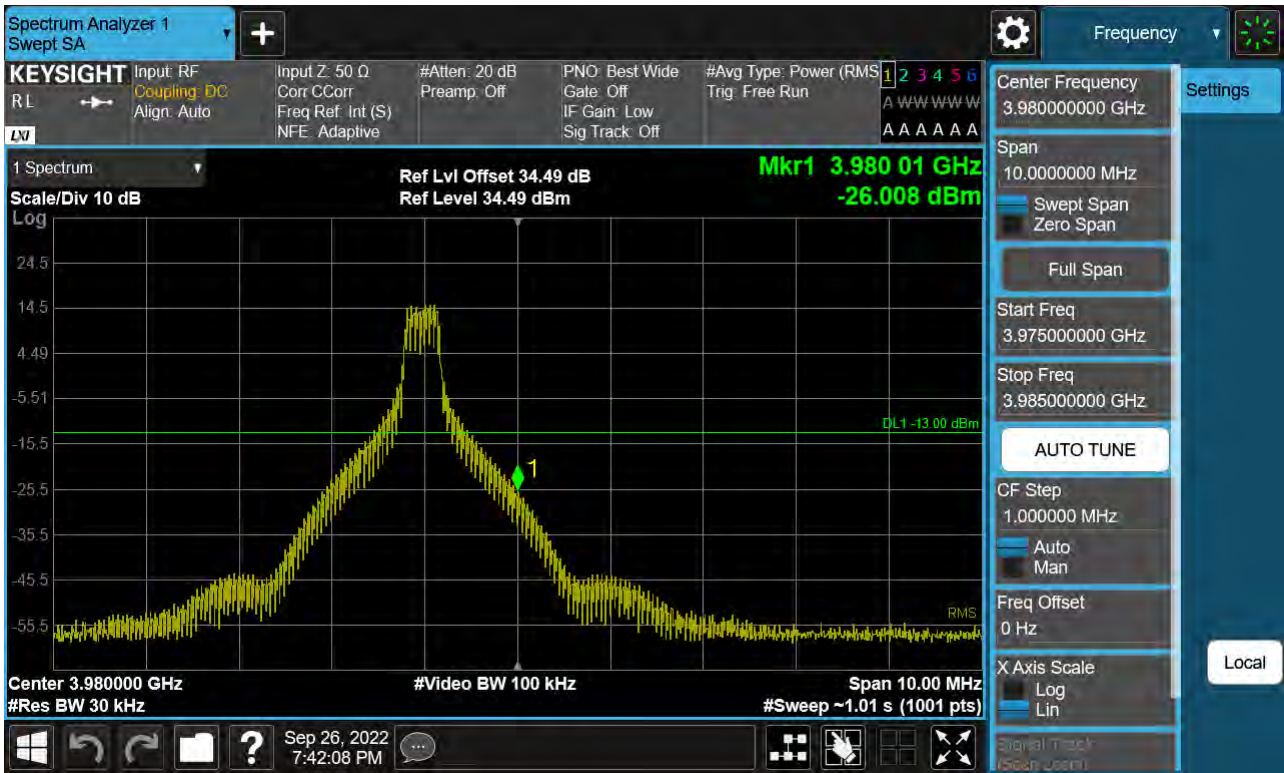 Spectrum Analyzer 1
Swept SA
Frequency
KEYSIGHT
RL
LXI
Input: RF
Coupling: DC
Align: Auto
Input Z: 50 Ω
Corr CCorr
Freq Ref: Int (S)
NFE: Adaptive
#Atten: 20 dB
Preamp: Off
PNO: Best Wide
Gate: Off
IF Gain: Low
Sig Track: Off
#Avg Type: Power (RMS
Trig: Free Run
1 2 3 4 5 6
A W W W W W
A A A A A A
1 Spectrum
Scale/Div 10 dB
Log
Ref Lvl Offset 34.49 dB
Ref Level 34.49 dBm
Mkr1 3.980 01 GHz
-26.008 dBm
24.5
14.5
4.49
-5.51
-15.5
-25.5
-35.5
-45.5
-55.5
DL1 -13.00 dBm
1
RMS
Center 3.980000 GHz
#Video BW 100 kHz
Span 10.00 MHz
#Res BW 30 kHz
#Sweep ~1.01 s (1001 pts)
Center Frequency
3.980000000 GHz
Settings
Span
10.0000000 MHz
Swept Span
Zero Span
Full Span
Start Freq
3.975000000 GHz
Stop Freq
3.985000000 GHz
AUTO TUNE
CF Step
1.000000 MHz
Auto
Man
Freq Offset
0 Hz
X Axis Scale
Log
Lin
Signal Track
(Span Zoom)
Local
?
Sep 26, 2022
7:42:08 PM